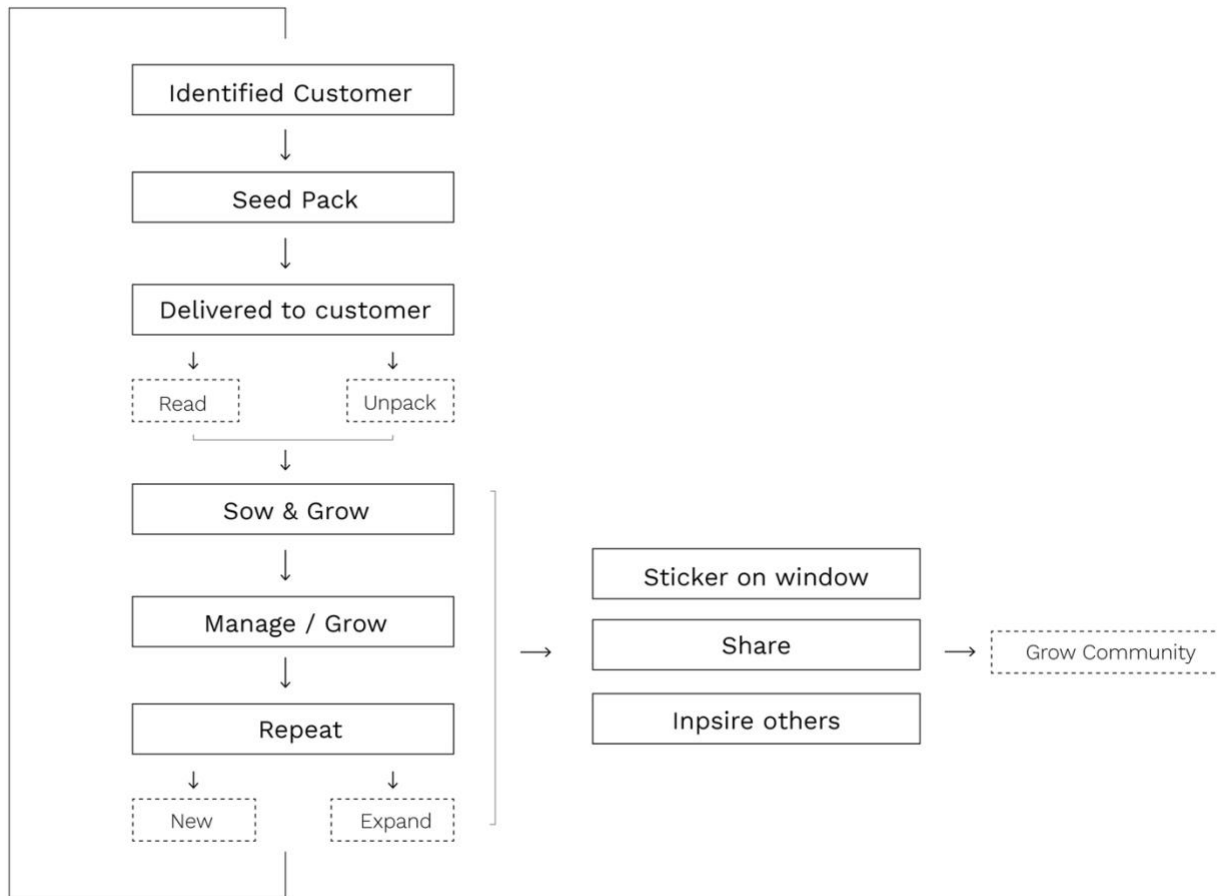 Identified Customer
Seed Pack
Delivered to customer
Read
Unpack
Sow & Grow
Manage / Grow
Repeat
New
Expand
Sticker on window
Share
Inpsire others
Grow Community